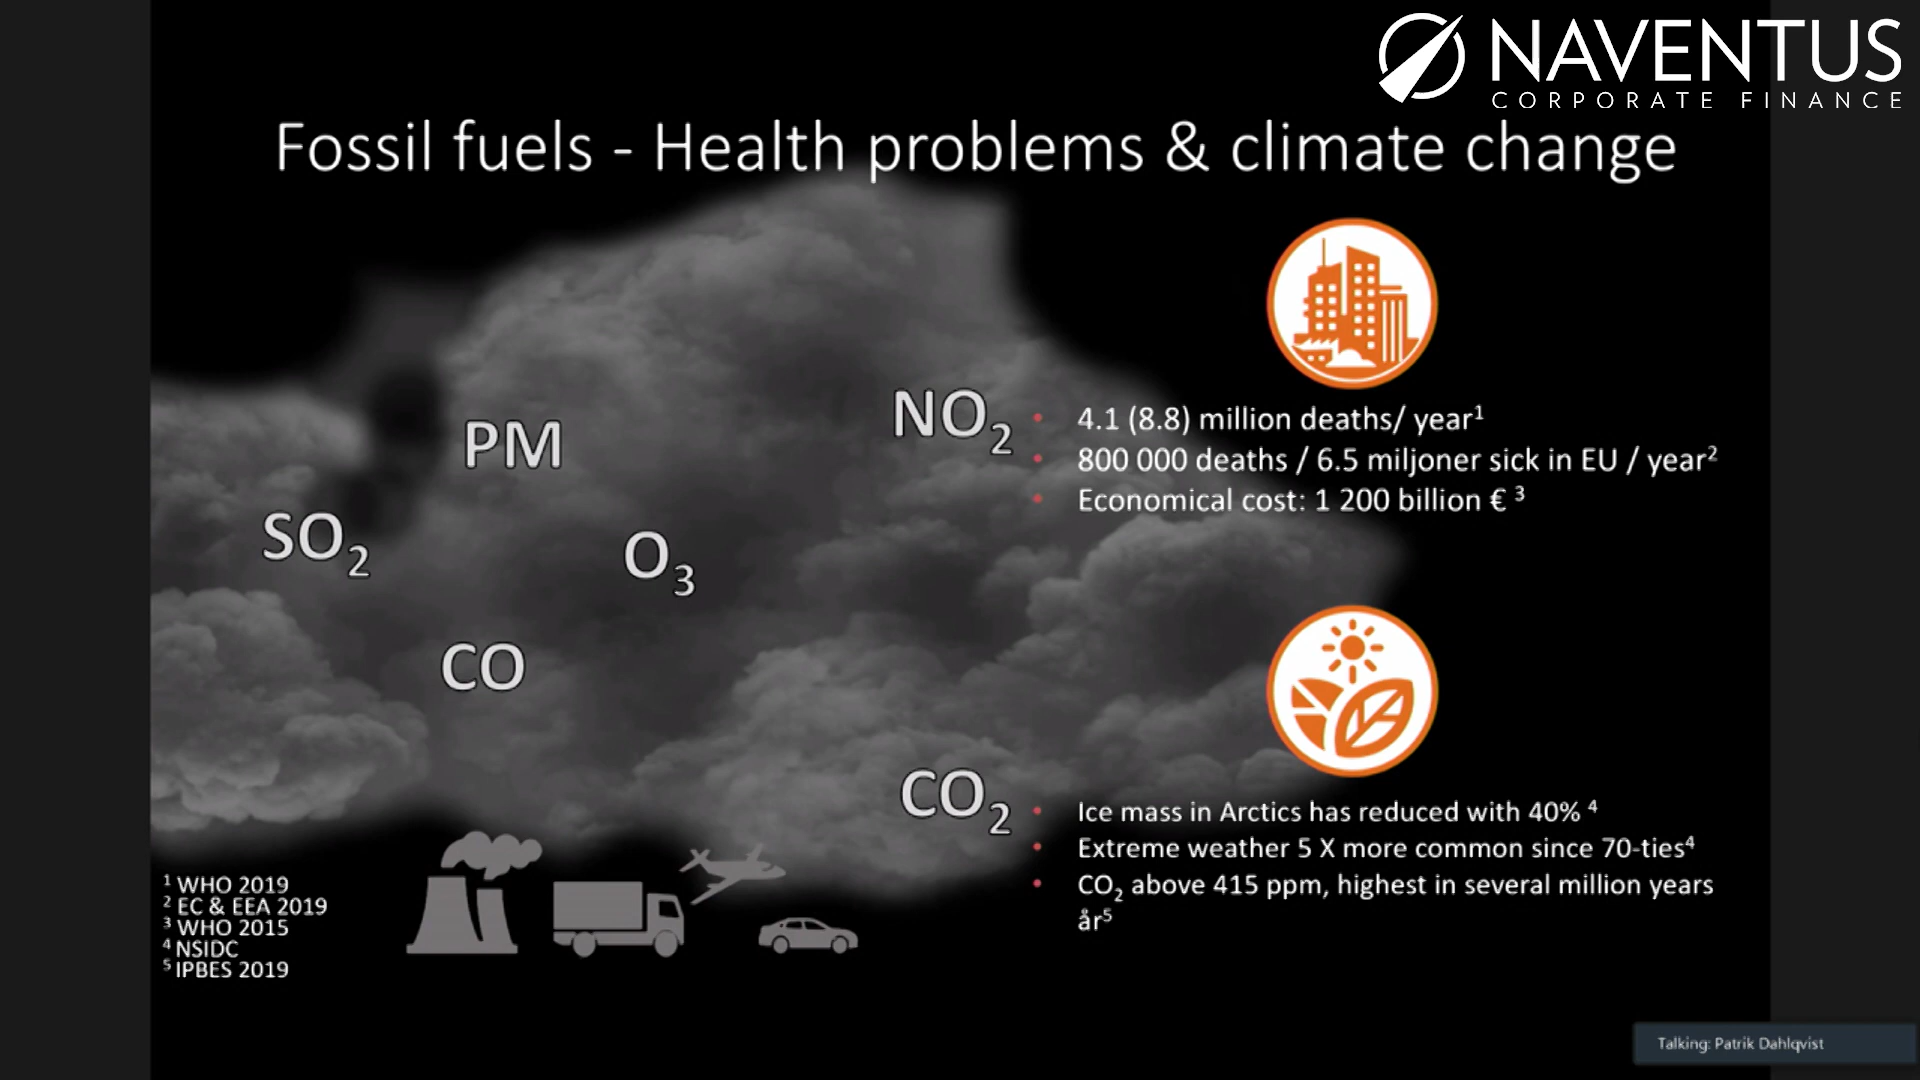 NAVENTUS
CORPORATE FINANCE
Fossil fuels - Health problems & climate change
PM
SO₂
O₃
CO
NO₂
• 4.1 (8.8) million deaths/ year¹
• 800 000 deaths / 6.5 miljoner sick in EU / year²
• Economical cost: 1 200 billion € ³
CO₂
• Ice mass in Arctics has reduced with 40% ⁴
• Extreme weather 5 X more common since 70-ties⁴
• CO₂ above 415 ppm, highest in several million years
år⁵
¹ WHO 2019
² EC & EEA 2019
³ WHO 2015
⁴ NSIDC
⁵ IPBES 2019
Talking: Patrik Dahlqvist